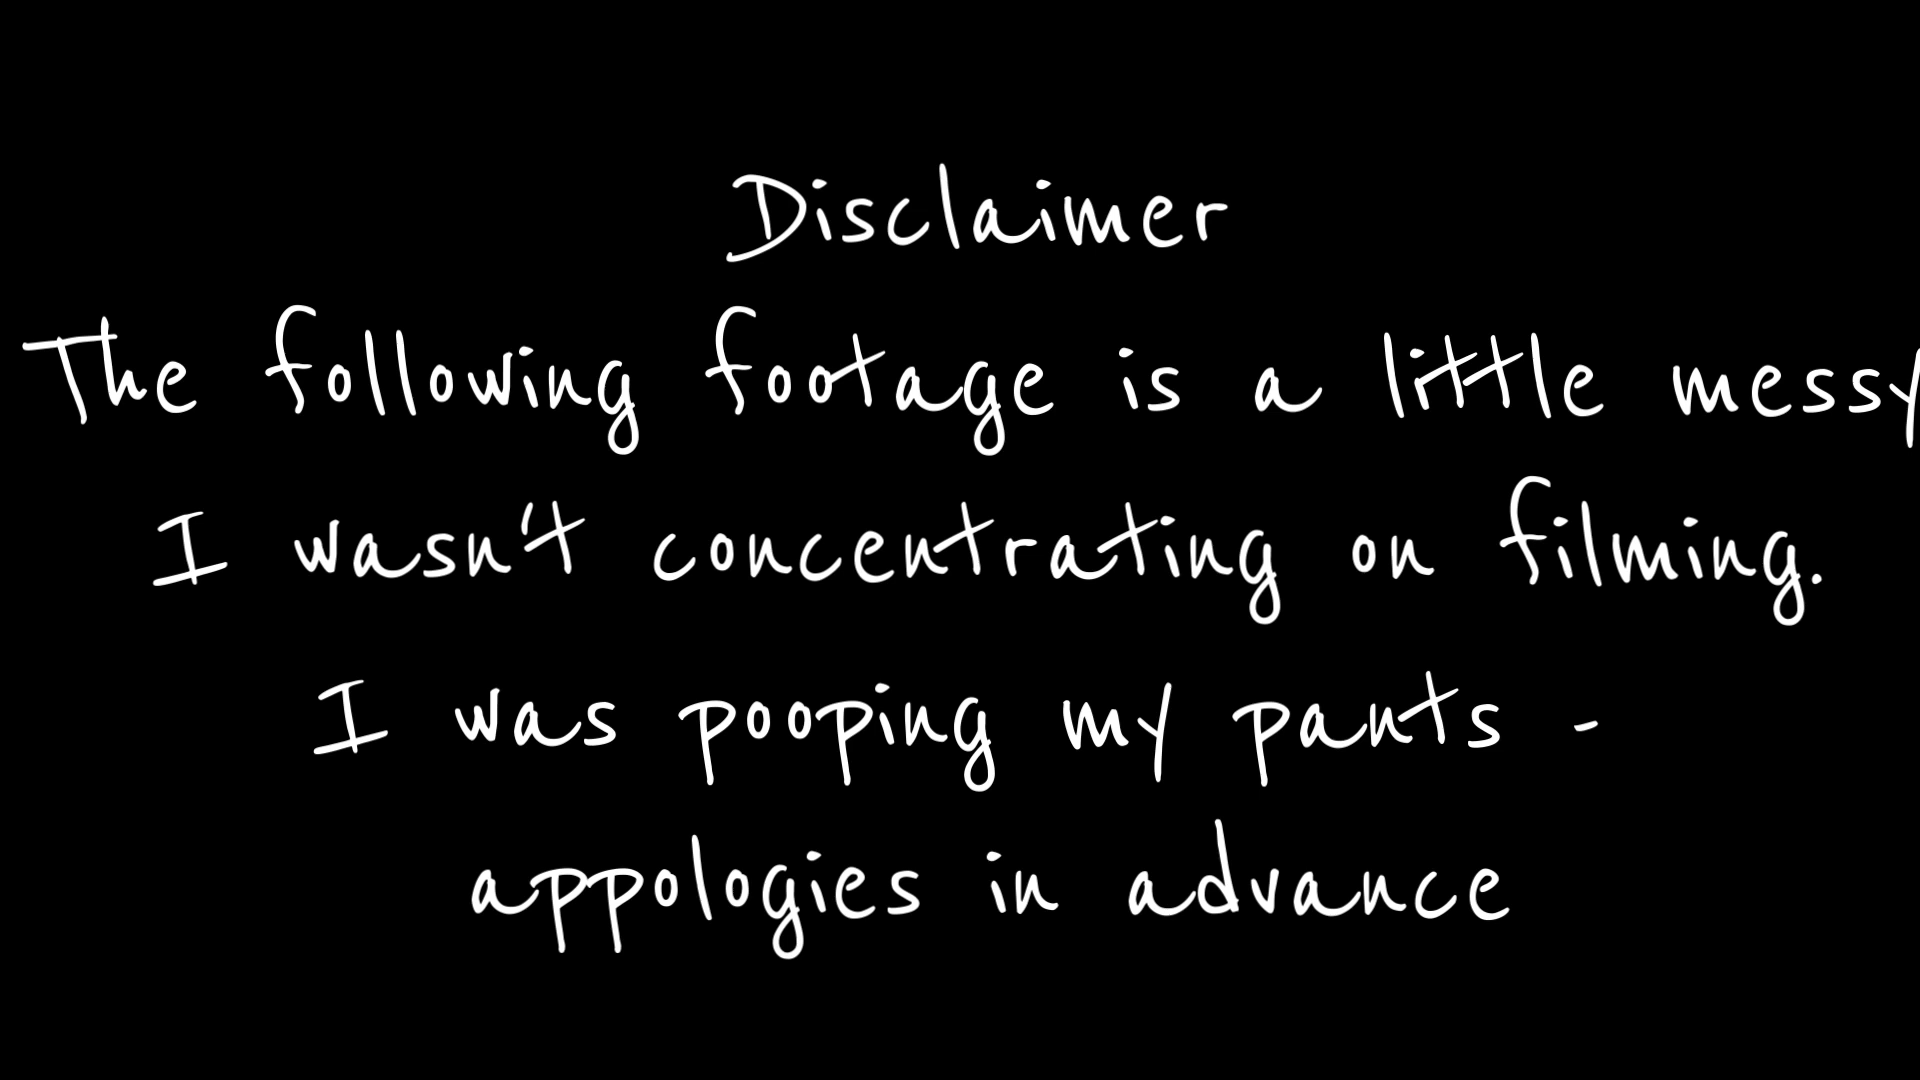 Disclaimer
The following footage is a little messy
I wasn't concentrating on filming.
I was pooping my pants -
appologies in advance